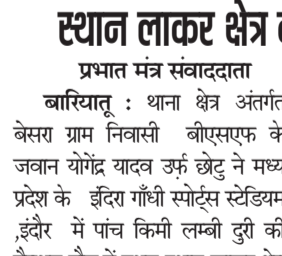 स्थान लाकर क्षेत्र
प्रभात मंत्र संवाददाता
बारियातू : थाना क्षेत्र अंतर्गत
बेसरा ग्राम निवासी बीएसएफ के
जवान योगेंद्र यादव उर्फ़ छोटु ने मध्य
प्रदेश के इंदिरा गाँधी स्पोर्ट्स स्टेडियम
,इंदौर में पांच किमी लम्बी दुरी की